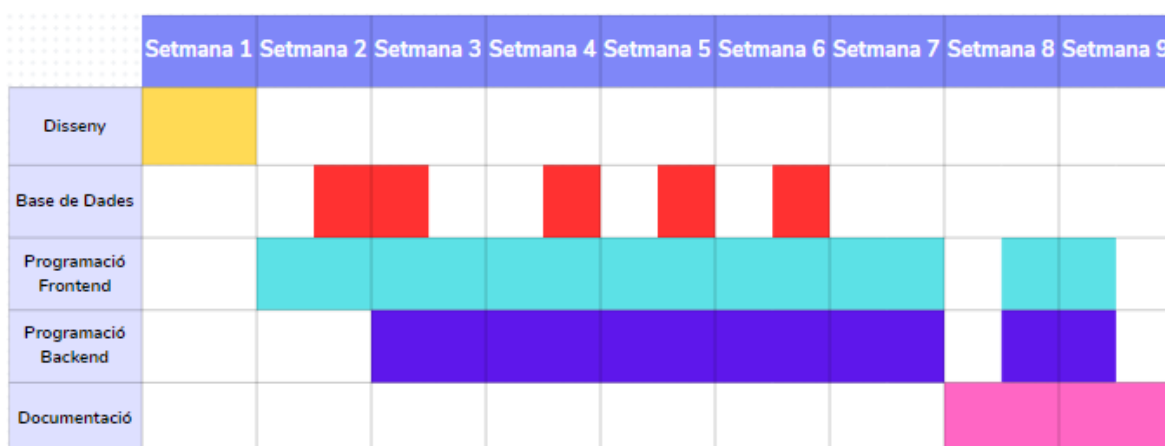 Setmana 1 Setmana 2 Setmana 3 Setmana 4 Setmana 5 Setmana 6 Setmana 7 Setmana 8 Setmana 9
Disseny
Base de Dades
Programació
Frontend
Programació
Backend
Documentació